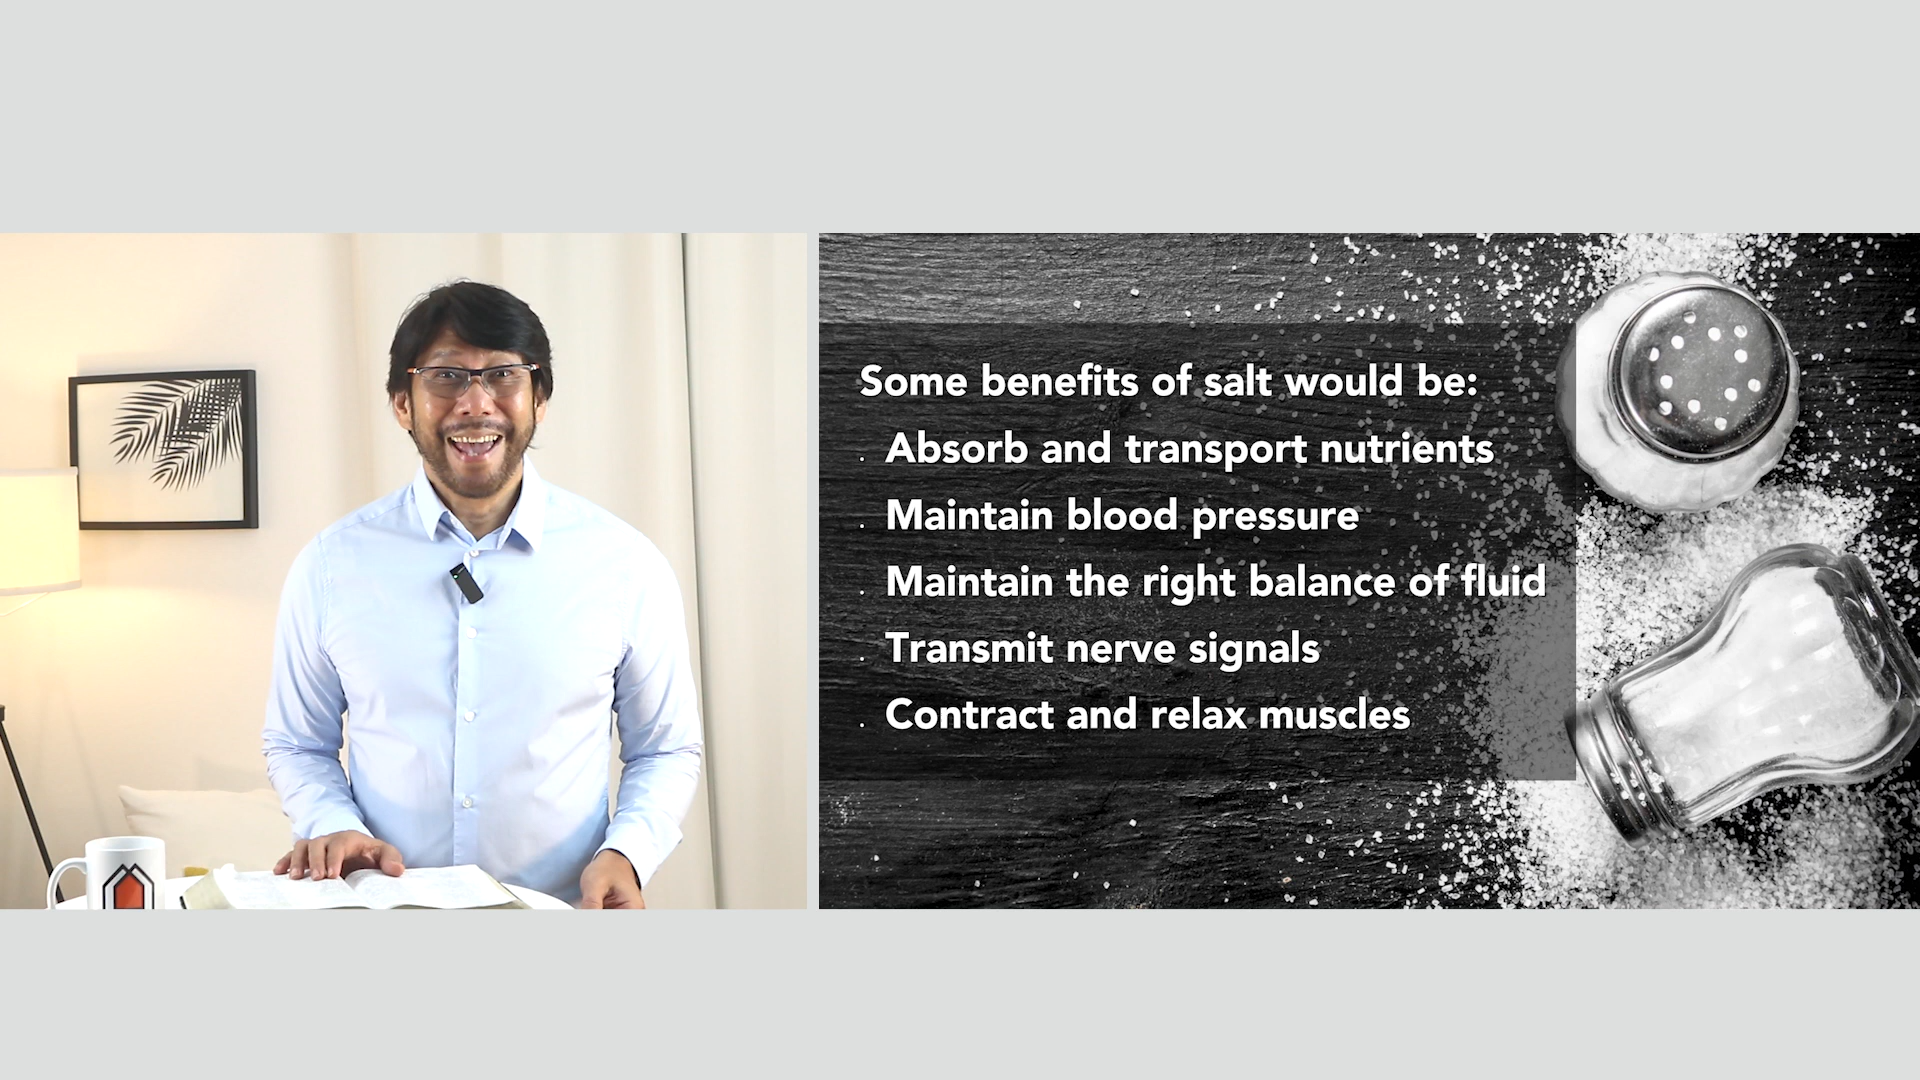 Some benefits of salt would be:
. Absorb and transport nutrients
. Maintain blood pressure
. Maintain the right balance of fluid
. Transmit nerve signals
. Contract and relax muscles